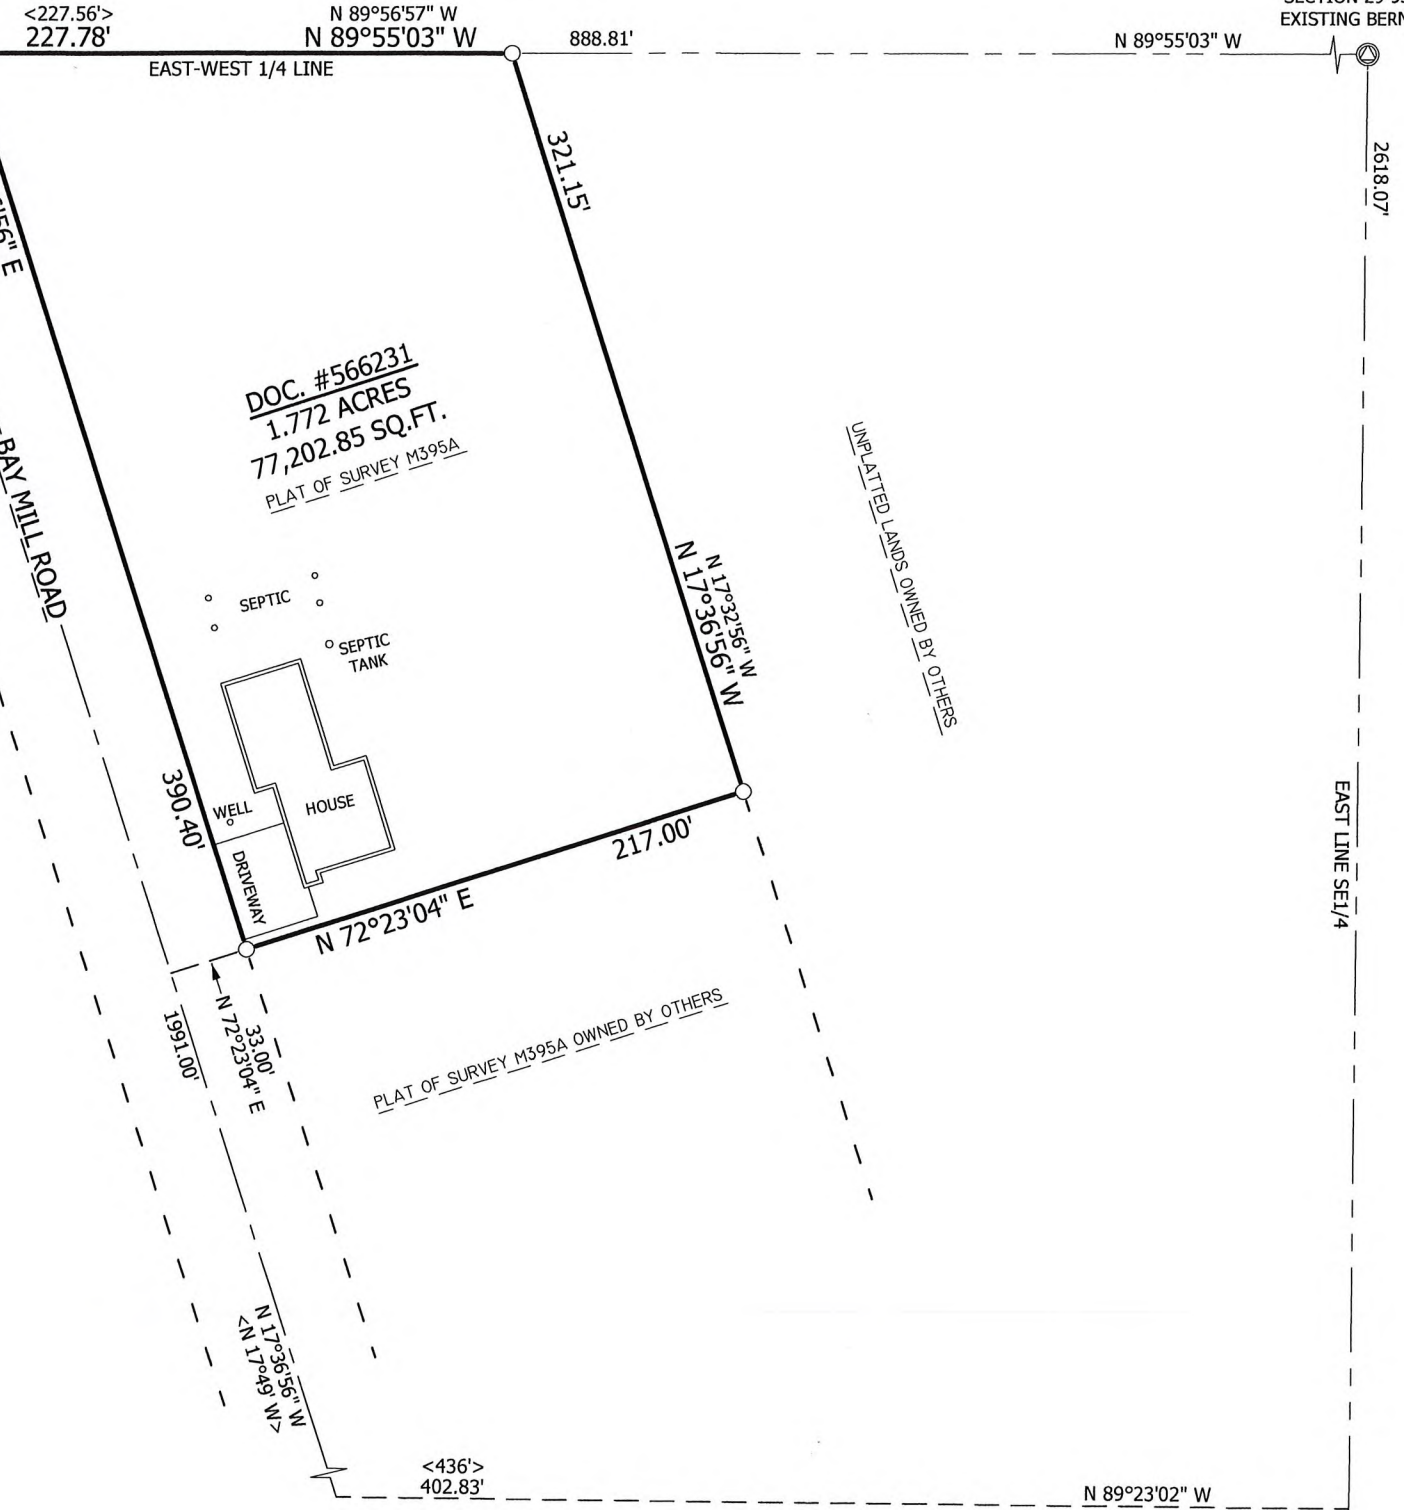 <227.56'>
227.78'
N 89°56'57" W
N 89°55'03" W
EAST-WEST 1/4 LINE
888.81'
N 89°55'03" W
EXISTING BERN
2618.07'
321.15'
56" E
DOC. #566231
1.772 ACRES
77,202.85 SQ.FT.
PLAT OF SURVEY M395A
BAY MILL ROAD
UNPLATTED LANDS OWNED BY OTHERS
N 17°32'56" W
N 17°36'56" W
SEPTIC
SEPTIC
TANK
390.40'
WELL
HOUSE
DRIVEWAY
217.00'
N 72°23'04" E
EAST LINE SE1/4
33.00'
N 72°23'04" E
1991.00'
PLAT OF SURVEY M395A OWNED BY OTHERS
N 17°36'56" W
<N 17°49' W>
<436'>
402.83'
N 89°23'02" W